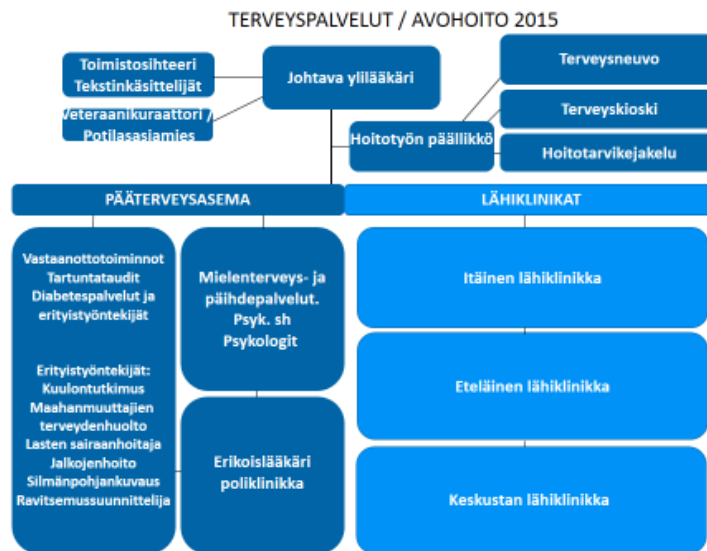 TERVEYSPALVELUT / AVOHOITO 2015
Toimistosihteeri
Tekstinkäsittelijät
Johtava ylilääkäri
Terveysneuvo
Veteraanikuraattori /
Potilasasiamies
Hoitotyön päällikkö
Terveyskioski
Hoitotarvikejakelu
PÄÄTERVEYSASEMA
LÄHIKLINIKAT
Vastaanottotoiminnot
Tartuntataudit
Diabetespalvelut ja
erityistyöntekijät
Erityistyöntekijät:
Kuulontutkimus
Maahanmuuttajien
terveydenhuolto
Lasten sairaanhoitaja
Jalkojenhoito
Silmänpohjankuvaus
Ravitsemussuunnittelija
Mielenterveys- ja
päihdepalvelut.
Psyk. sh
Psykologit
Erikoislääkäri
poliklinikka
Itäinen lähiklinikka
Eteläinen lähiklinikka
Keskustan lähiklinikka